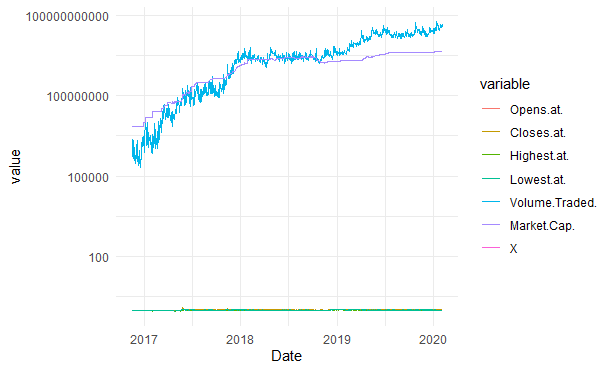 100000000000
100000000
100000
100
value
2017
2018
2019
2020
Date
variable
Opens.at.
Closes.at.
Highest.at.
Lowest.at.
Volume.Traded.
Market.Cap.
X